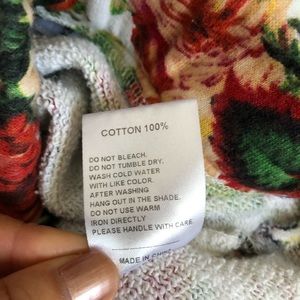 COTTON 100%
DO NOT BLEACH.
DO NOT TUMBLE DRY.
WASH COLD WATER
WITH LIKE COLOR.
AFTER WASHING
HANG OUT IN THE SHADE.
DO NOT USE WARM
IRON DIRECTLY
PLEASE HANDLE WITH CARE.
MADE IN